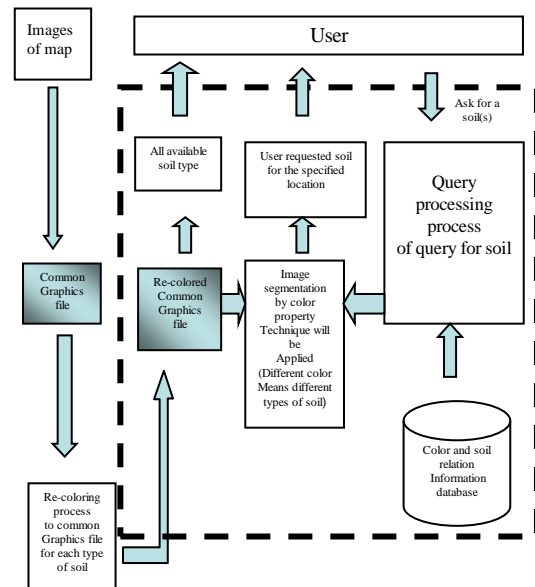 Images
of map
User
Ask for a
soil(s)
All available
soil type
User requested soil
for the specified
location
Query
processing
process
of query for soil
Common
Graphics
file
Re-colored
Common
Graphics
file
Image
segmentation
by color
property
Technique will
be
Applied
(Different color
Means different
types of soil)
Color and soil
relation
Information
database
Re-coloring
process
to common
Graphics file
for each type
of soil